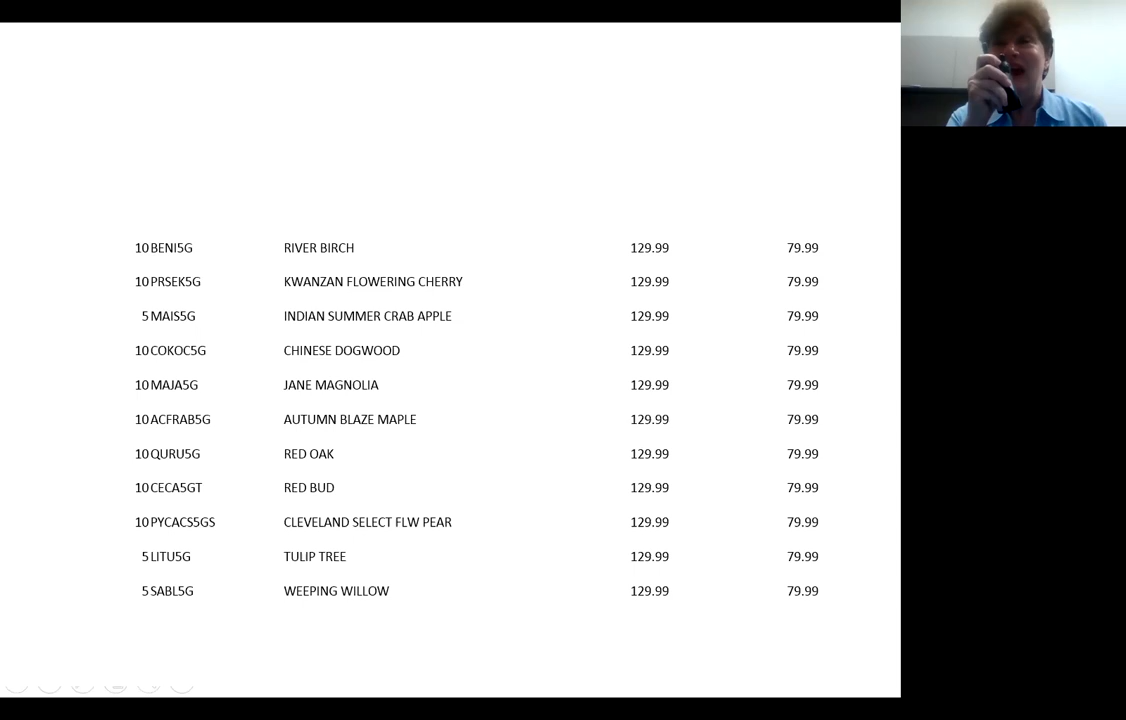 10 BENI5G RIVER BIRCH 129.99 79.99
10 PRSEK5G KWANZAN FLOWERING CHERRY 129.99 79.99
5 MAIS5G INDIAN SUMMER CRAB APPLE 129.99 79.99
10 COKOC5G CHINESE DOGWOOD 129.99 79.99
10 MAJA5G JANE MAGNOLIA 129.99 79.99
10 ACFRAB5G AUTUMN BLAZE MAPLE 129.99 79.99
10 QURU5G RED OAK 129.99 79.99
10 CECA5GT RED BUD 129.99 79.99
10 PYCACS5GS CLEVELAND SELECT FLW PEAR 129.99 79.99
5 LITU5G TULIP TREE 129.99 79.99
5 SABL5G WEEPING WILLOW 129.99 79.99